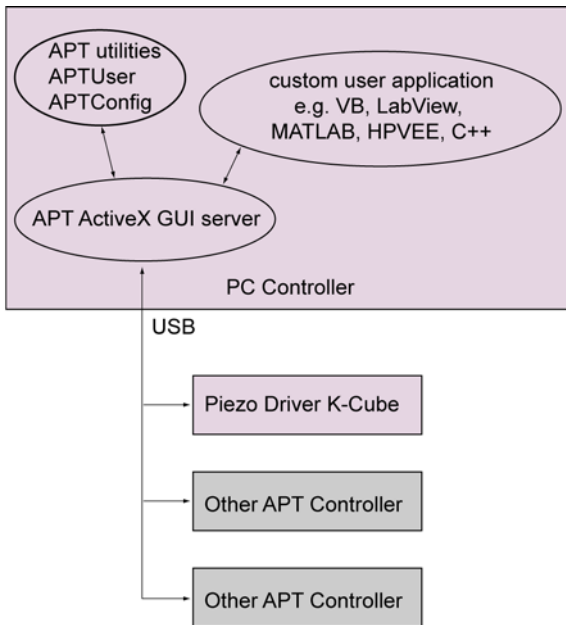 APT utilities
APTUser
APTConfig
custom user application
e.g. VB, LabView,
MATLAB, HPVEE, C++
APT ActiveX GUI server
PC Controller
USB
Piezo Driver K-Cube
Other APT Controller
Other APT Controller